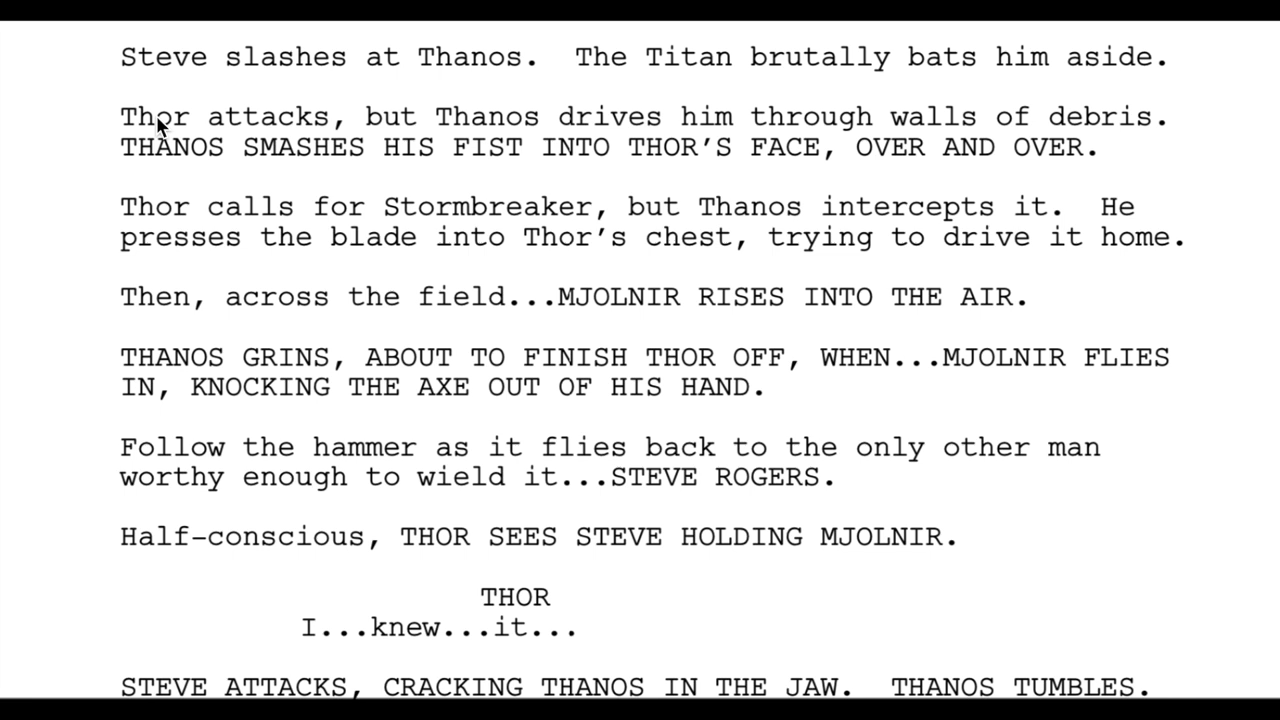 Steve slashes at Thanos.  The Titan brutally bats him aside.
Thor attacks, but Thanos drives him through walls of debris.
THANOS SMASHES HIS FIST INTO THOR’S FACE, OVER AND OVER.
Thor calls for Stormbreaker, but Thanos intercepts it.  He
presses the blade into Thor’s chest, trying to drive it home.
Then, across the field...MJOLNIR RISES INTO THE AIR.
THANOS GRINS, ABOUT TO FINISH THOR OFF, WHEN...MJOLNIR FLIES
IN, KNOCKING THE AXE OUT OF HIS HAND.
Follow the hammer as it flies back to the only other man
worthy enough to wield it...STEVE ROGERS.
Half-conscious, THOR SEES STEVE HOLDING MJOLNIR.
THOR
I...knew...it...
STEVE ATTACKS, CRACKING THANOS IN THE JAW.  THANOS TUMBLES.